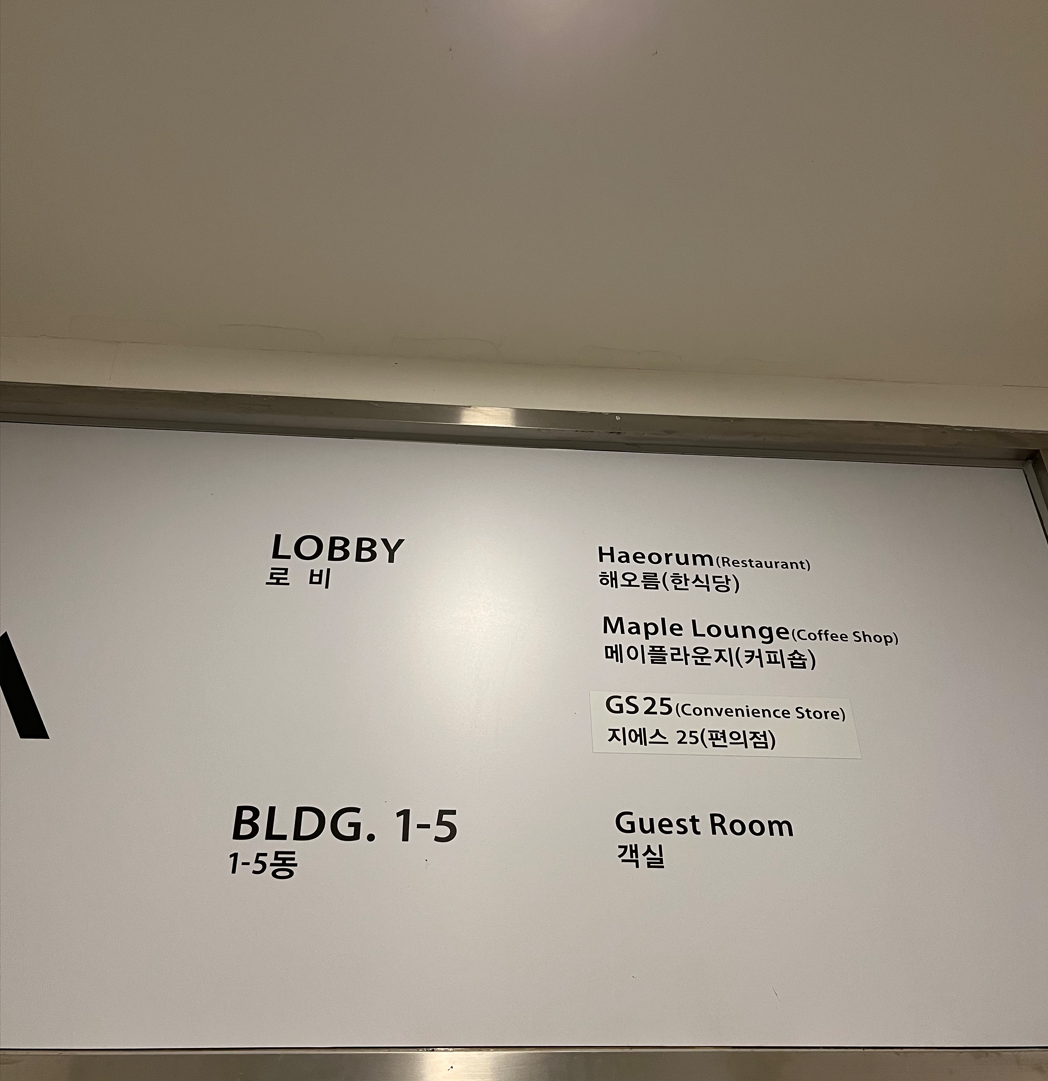 LOBBY
로 비
Haeorum(Restaurant)
해오름(한식당)
Maple Lounge(Coffee Shop)
메이플라운지(커피숍)
GS25(Convenience Store)
지에스 25(편의점)
BLDG. 1-5
1-5동
Guest Room
객실